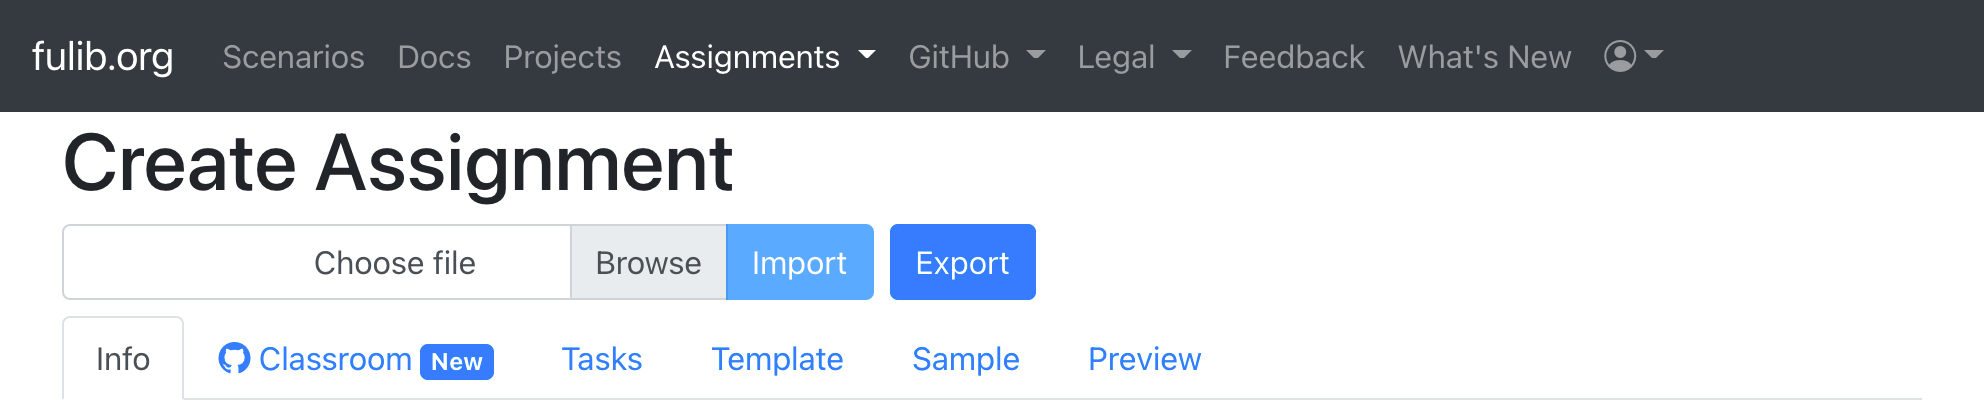 fulib.org Scenarios Docs Projects Assignments GitHub Legal Feedback What's New
Create Assignment
Choose file Browse Import Export
Info Classroom New Tasks Template Sample Preview